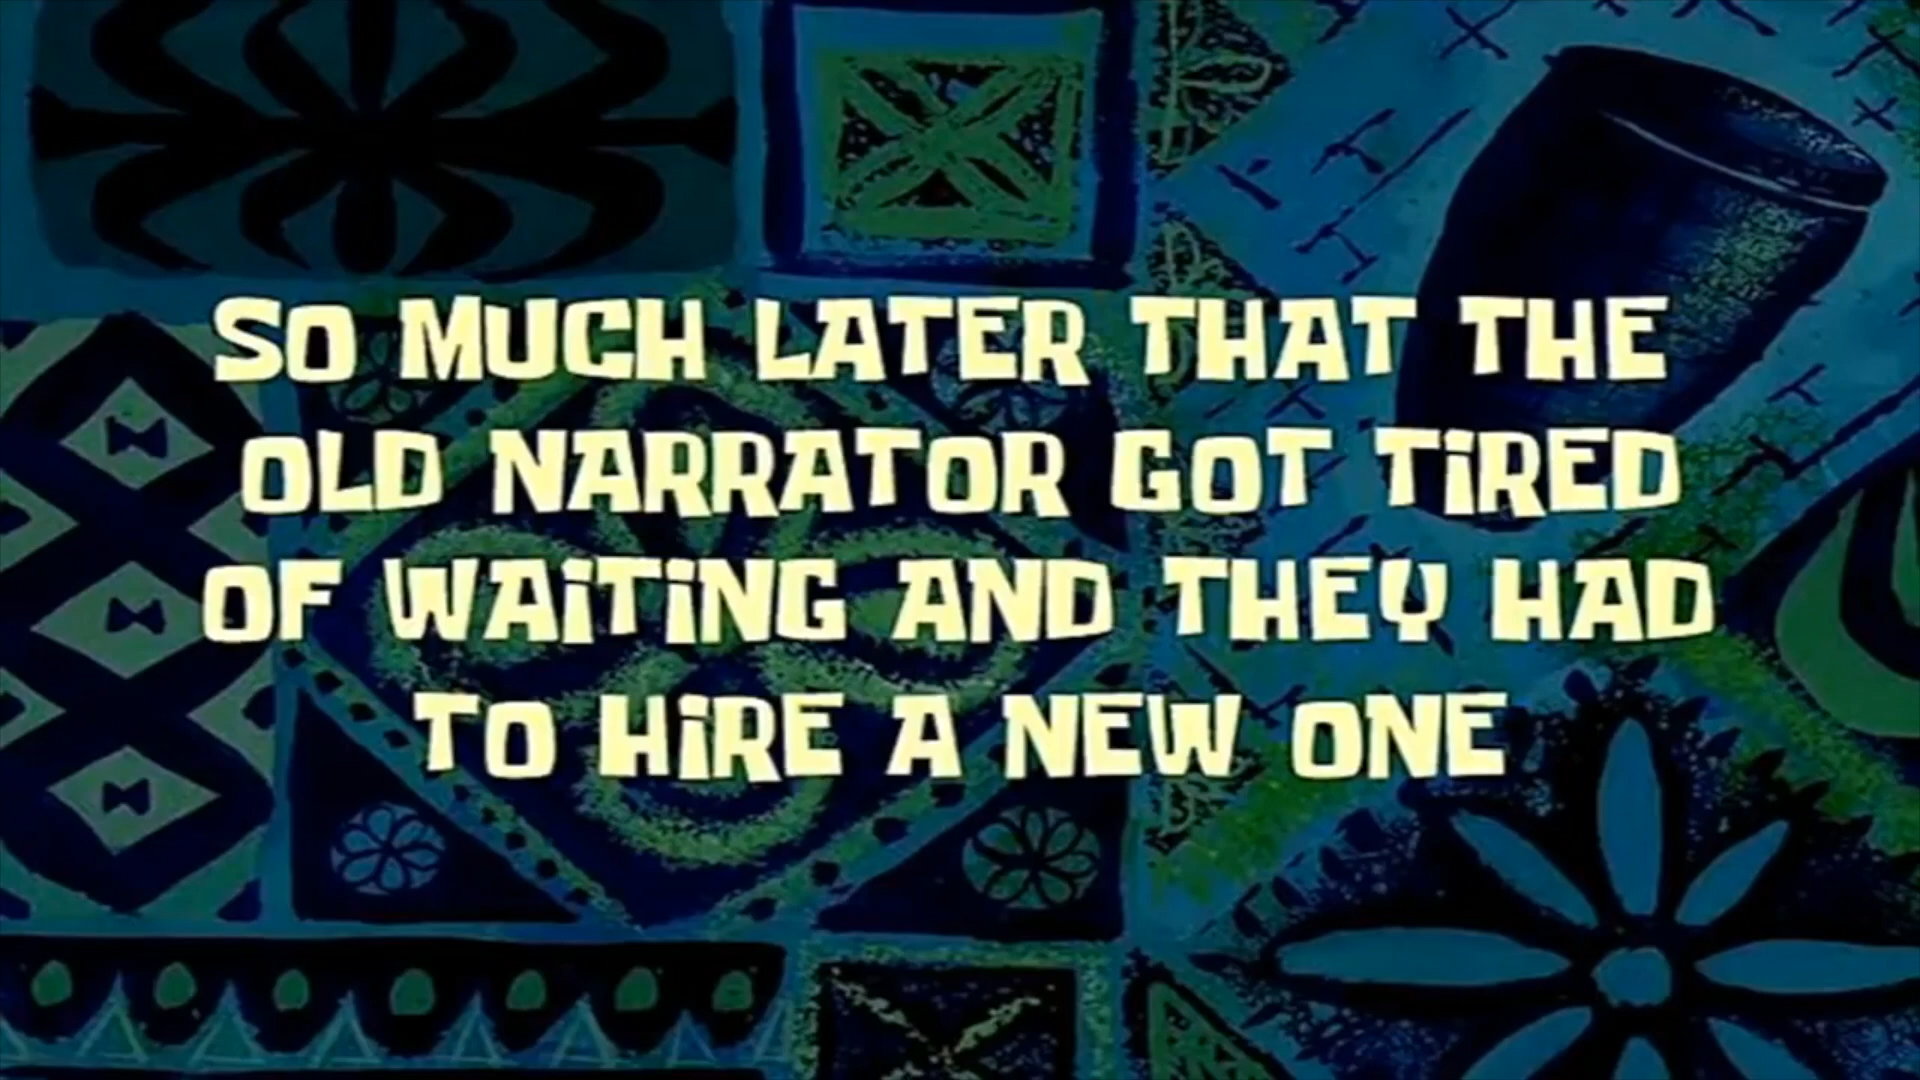 SO MUCH LATER THAT THE
OLD NARRATOR GOT TIRED
OF WAITING AND THEY HAD
TO HIRE A NEW ONE